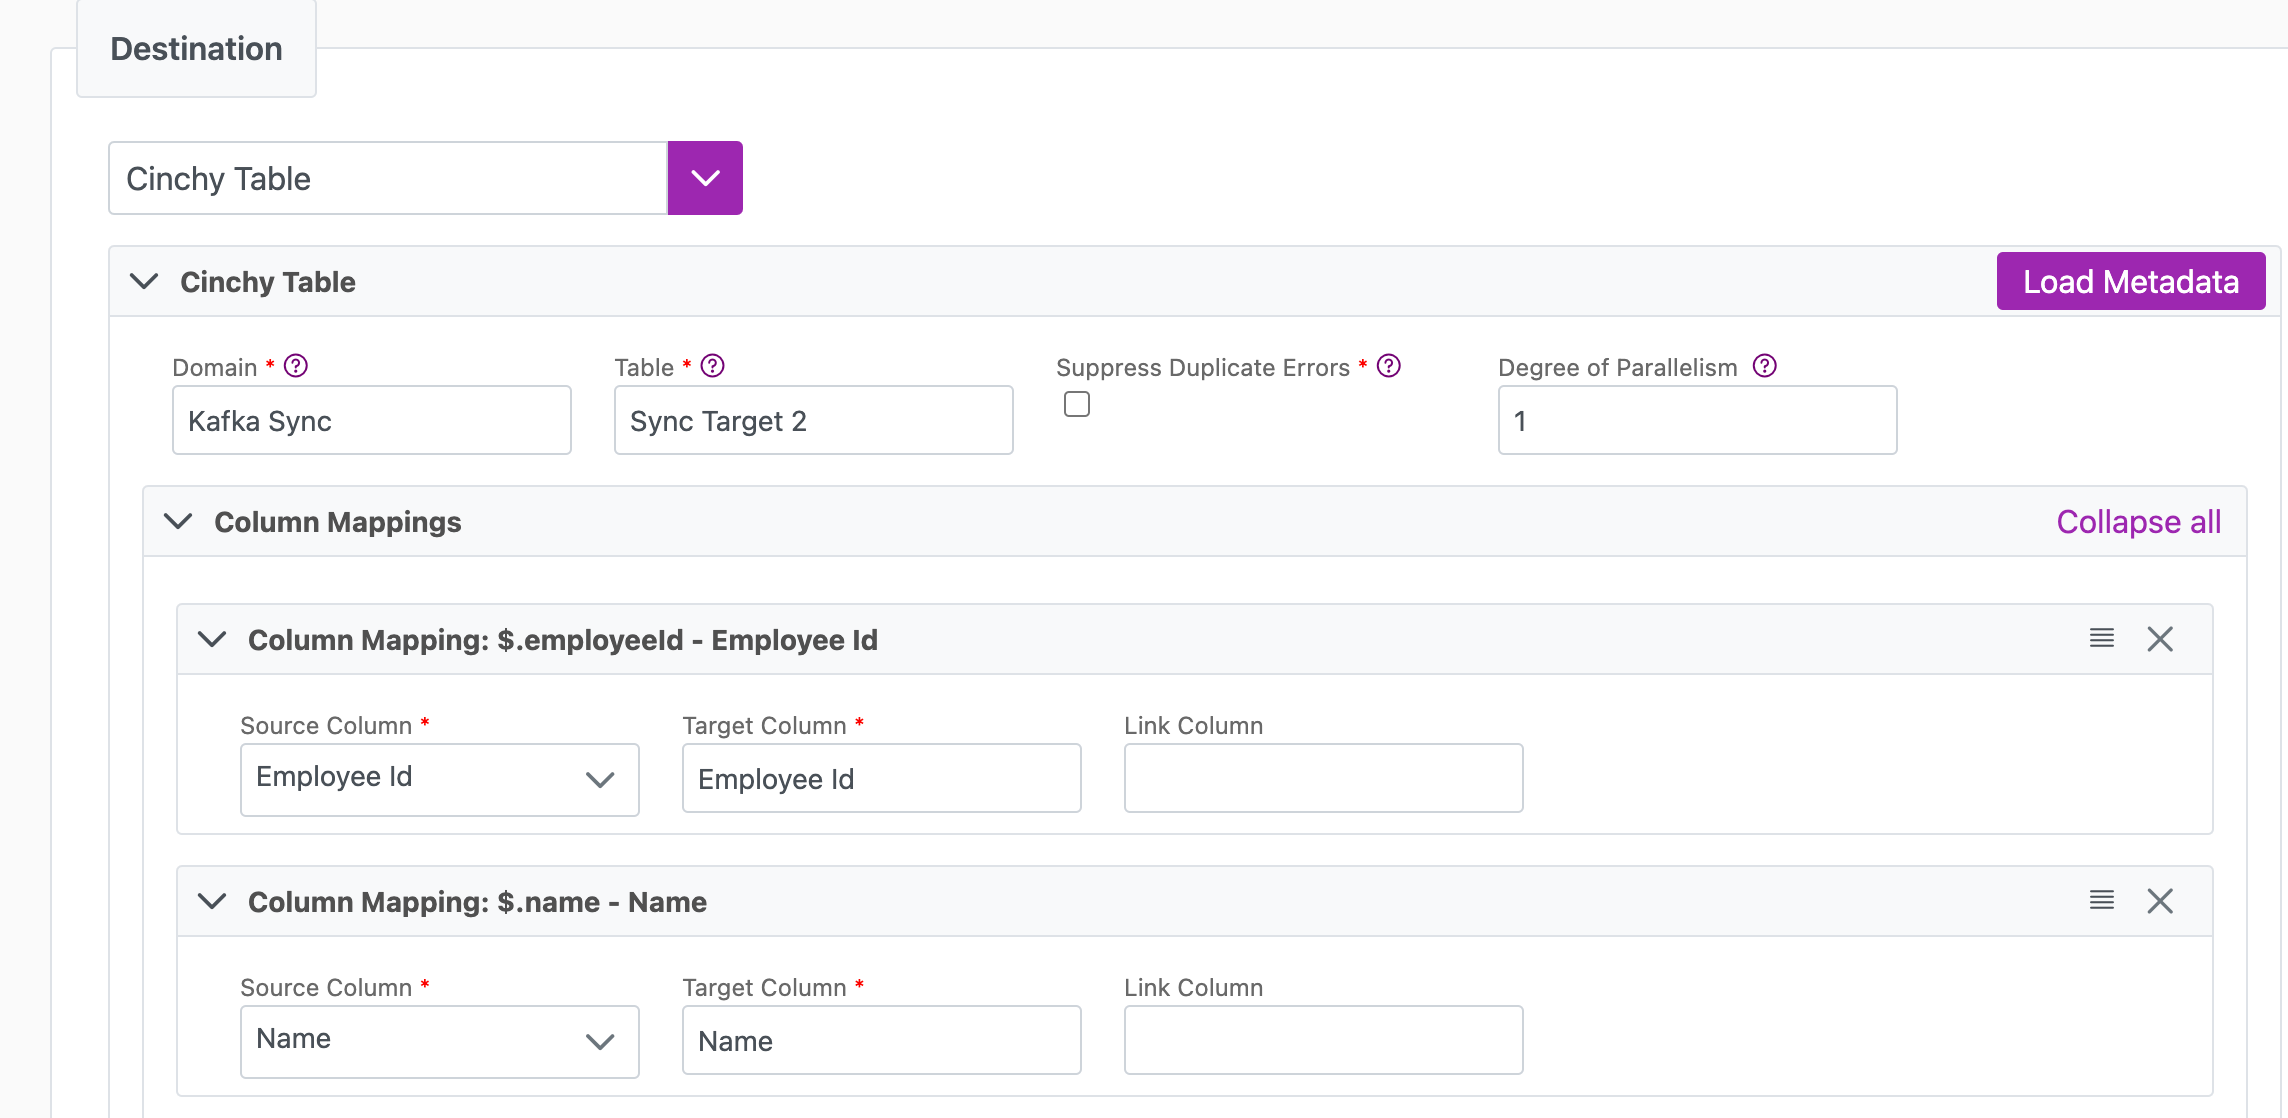 Destination
Cinchy Table
Cinchy Table
Load Metadata
Domain * ?
Table * ?
Suppress Duplicate Errors * ?
Degree of Parallelism ?
Kafka Sync
Sync Target 2
1
Column Mappings
Collapse all
Column Mapping: $.employeeId - Employee Id
Source Column *
Target Column *
Link Column
Employee Id
Employee Id
Column Mapping: $.name - Name
Source Column *
Target Column *
Link Column
Name
Name